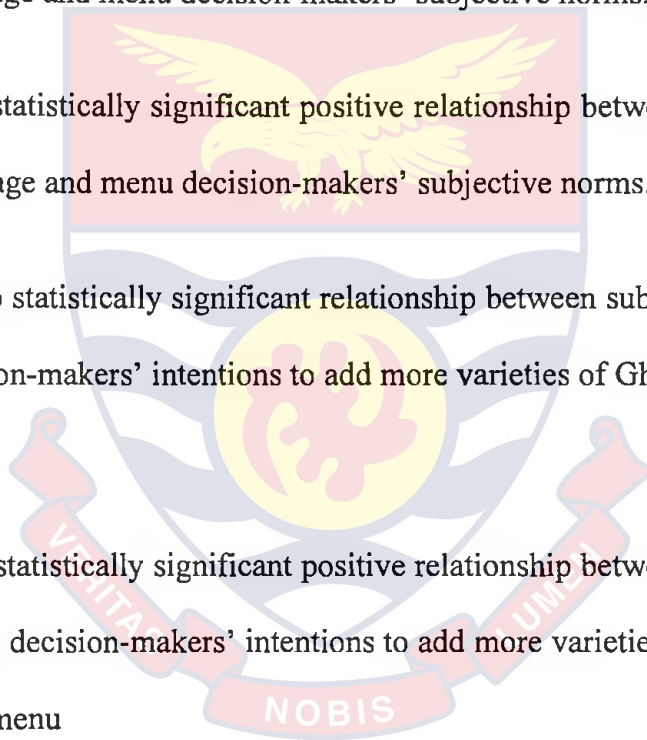 age and menu decision-makers' subjective norms.
statistically significant positive relationship betw
age and menu decision-makers' subjective norms.
statistically significant relationship between sub
on-makers' intentions to add more varieties of Gh
statistically significant positive relationship betw
decision-makers' intentions to add more varietie
menu
VERITAS
NOBIS
LUMEN